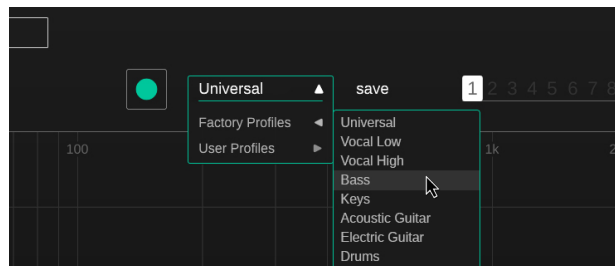 Universal save 1 2 3 4 5 6 7 8
Factory Profiles
User Profiles
Universal
Vocal Low
Vocal High
Bass
Keys
Acoustic Guitar
Electric Guitar
Drums
100 1k 2